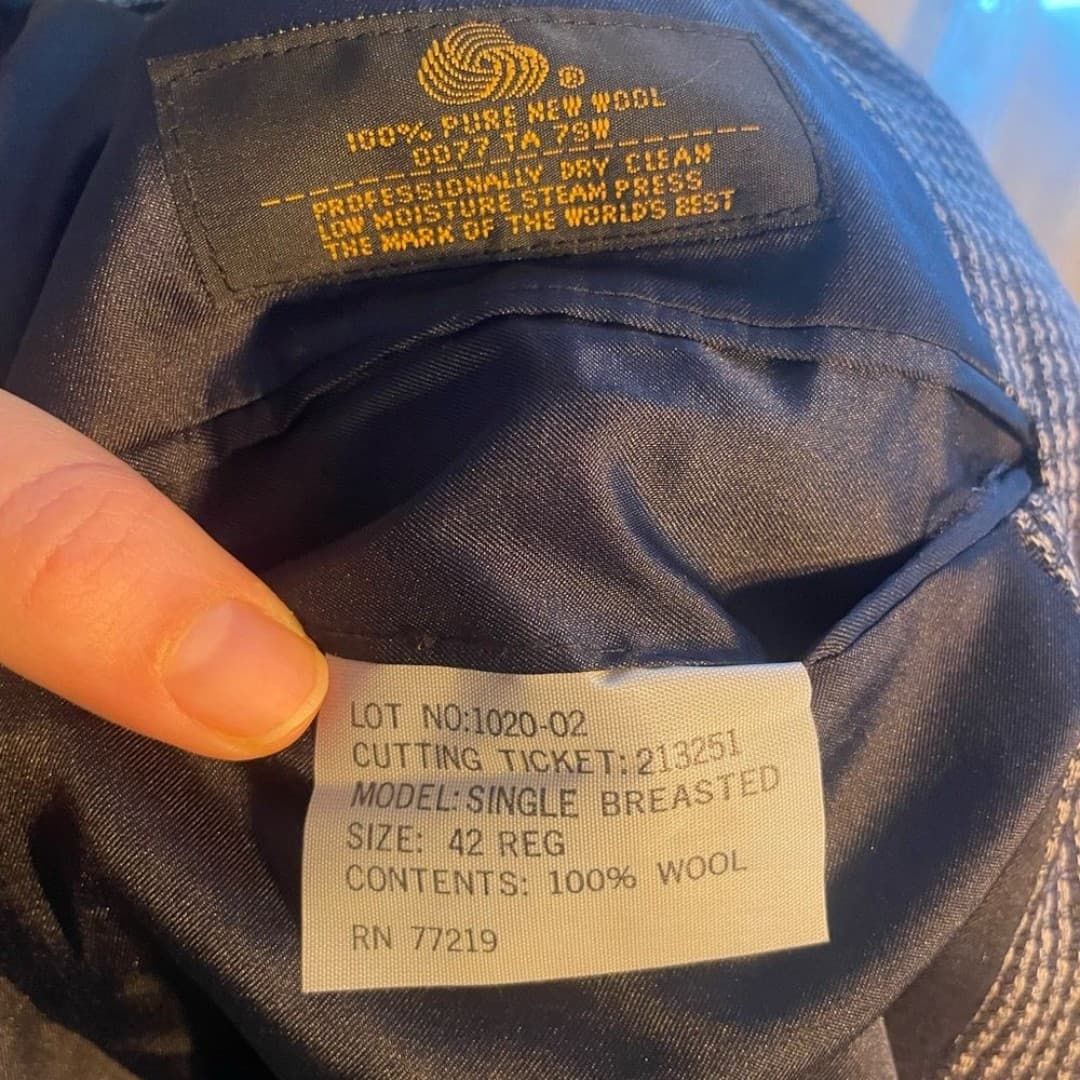 ®
100% PURE NEW WOOL
0077 TA 79W
PROFESSIONALLY DRY CLEAN
LOW MOISTURE STEAM PRESS
THE MARK OF THE WORLD'S BEST
LOT NO:1020-02
CUTTING TICKET: 213251
MODEL: SINGLE BREASTED
SIZE: 42 REG
CONTENTS: 100% WOOL
RN 77219